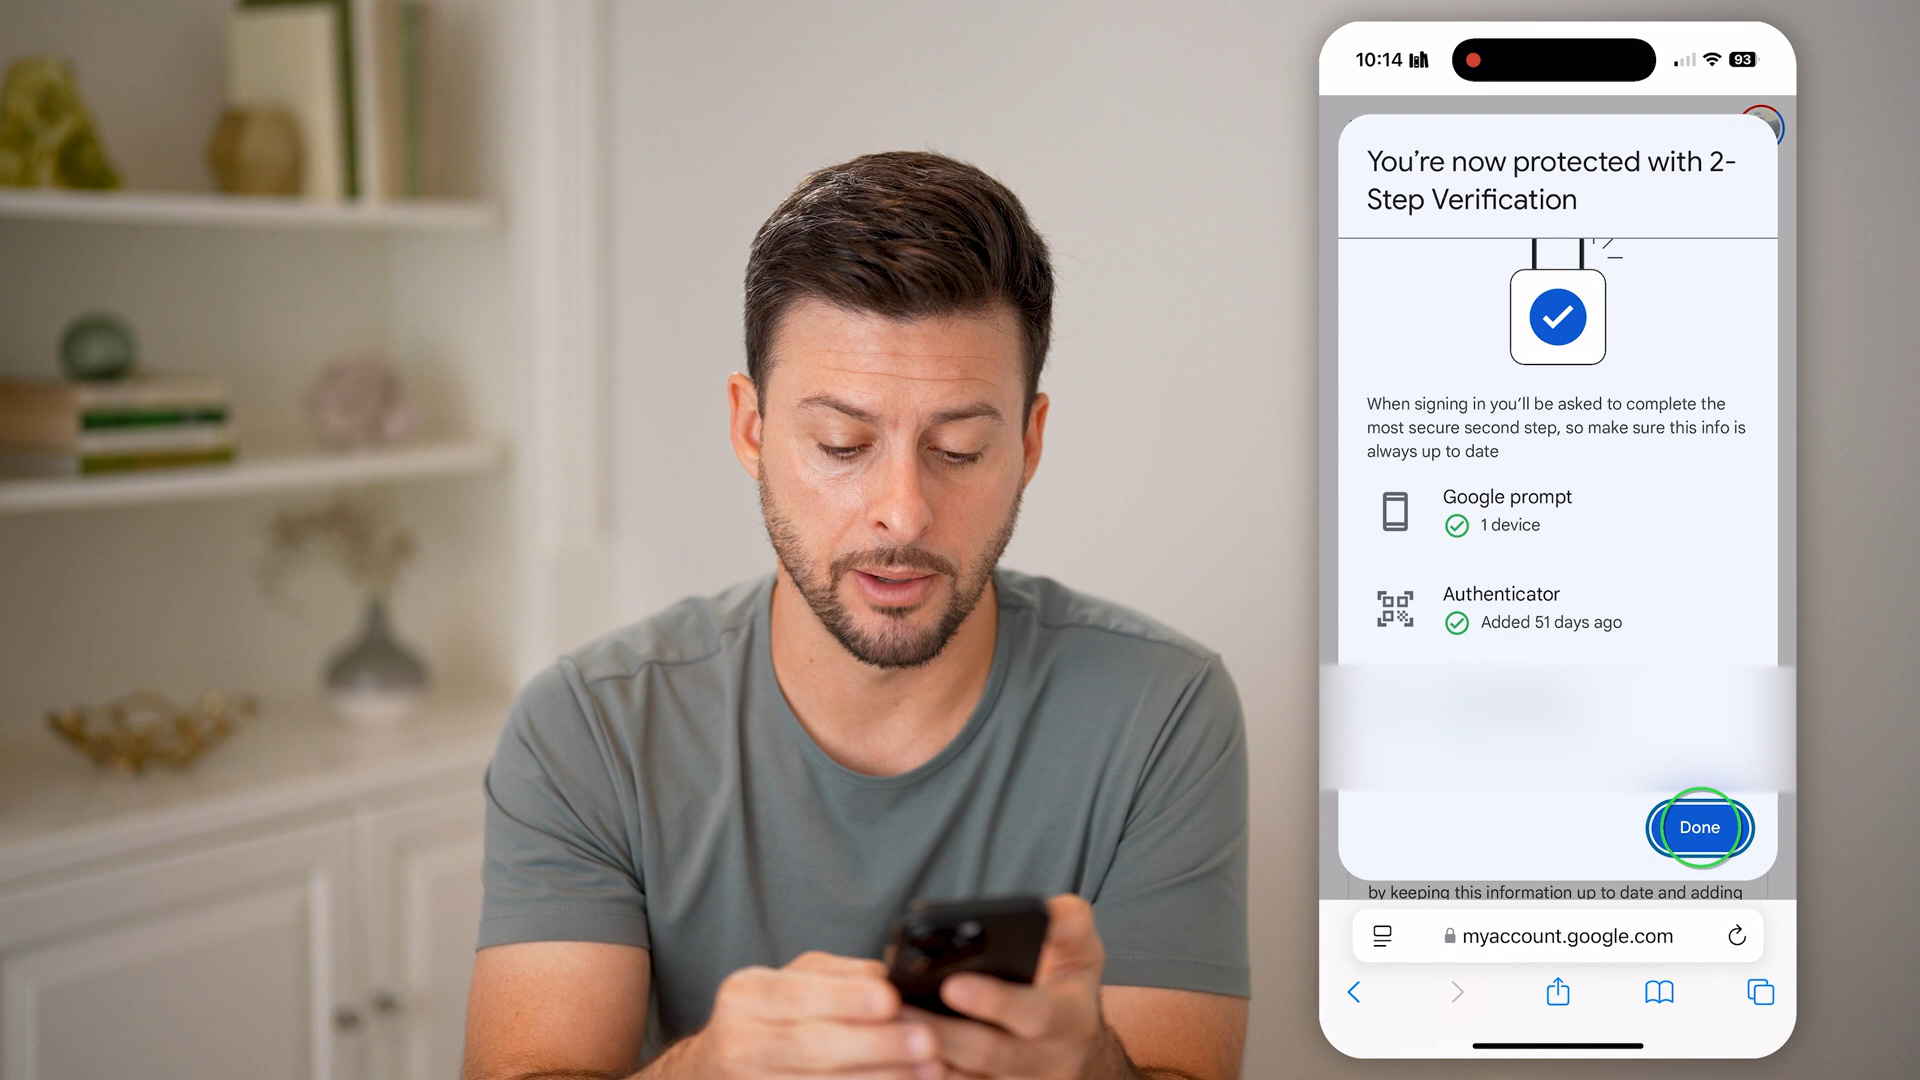 10:14
93
You’re now protected with 2-
Step Verification
When signing in you’ll be asked to complete the
most secure second step, so make sure this info is
always up to date
Google prompt
1 device
Authenticator
Added 51 days ago
Done
by keeping this information up to date and adding
myaccount.google.com